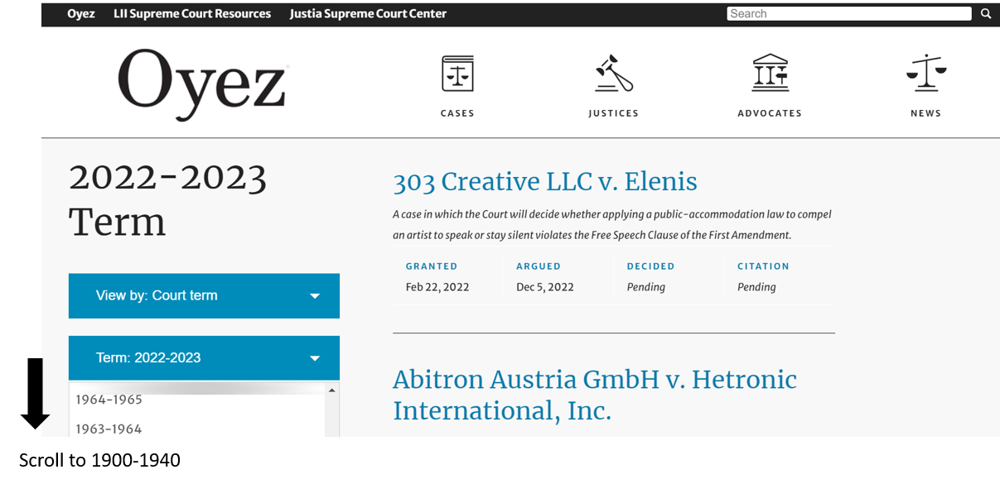 Oyez LII Supreme Court Resources Justia Supreme Court Center Search
Oyez
CASES JUSTICES ADVOCATES NEWS
2022-2023
Term
View by: Court term
Term: 2022-2023
1964-1965
1963-1964
303 Creative LLC v. Elenis
A case in which the Court will decide whether applying a public-accommodation law to compel
an artist to speak or stay silent violates the Free Speech Clause of the First Amendment.
GRANTED ARGUED DECIDED CITATION
Feb 22, 2022 Dec 5, 2022 Pending Pending
Abitron Austria GmbH v. Hetronic
International, Inc.
Scroll to 1900-1940